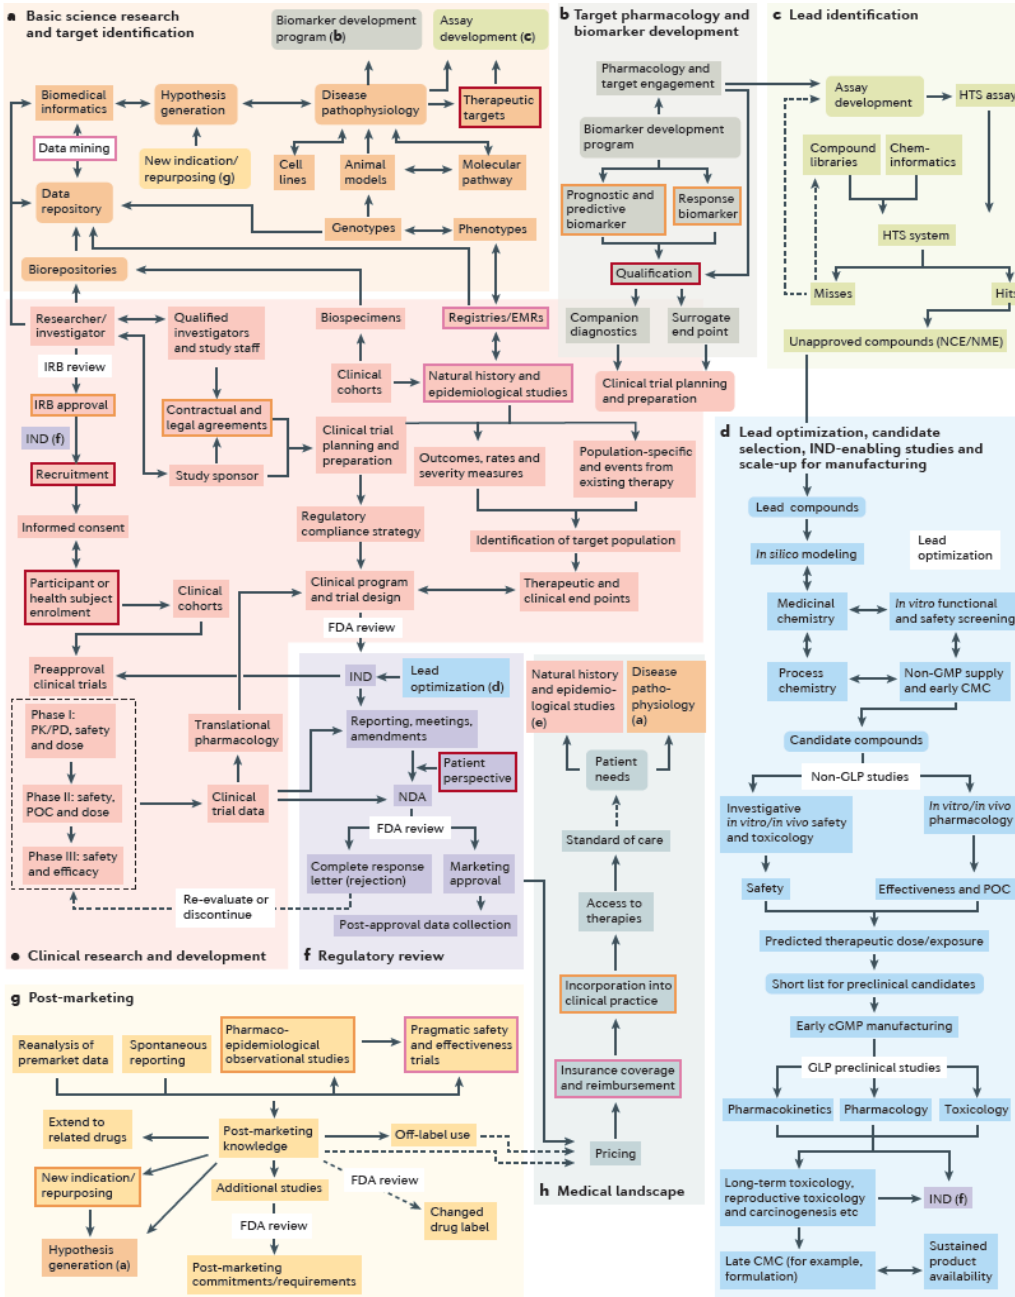 a Basic science research
and target identification
Biomarker development
program (b)
Assay
development (c)
Biomedical
informatics
Hypothesis
generation
Disease
pathophysiology
Therapeutic
targets
Data mining
New indication/
repurposing (g)
Cell
lines
Animal
models
Molecular
pathway
Data
repository
Genotypes
Phenotypes
Biorepositories
b Target pharmacology and
biomarker development
Pharmacology and
target engagement
Biomarker development
program
Prognostic and
predictive
biomarker
Response
biomarker
Qualification
Companion
diagnostics
Surrogate
end point
Clinical trial planning
and preparation
c Lead identification
Assay
development
HTS assay
Compound
libraries
Chem-
informatics
HTS system
Misses
Hits
Unapproved compounds (NCE/NME)
Researcher/
investigator
Qualified
investigators
and study staff
Biospecimens
Registries/EMRs
IRB review
Clinical
cohorts
Natural history and
epidemiological studies
IRB approval
Contractual and
legal agreements
IND (f)
Clinical trial
planning and
preparation
Outcomes, rates and
severity measures
Population-specific
and events from
existing therapy
Recruitment
Study sponsor
Informed consent
Regulatory
compliance strategy
Identification of target population
Participant or
health subject
enrolment
Clinical
cohorts
Clinical program
and trial design
Therapeutic and
clinical end points
FDA review
Preapproval
clinical trials
Phase I:
PK/PD, safety
and dose
Translational
pharmacology
Phase II: safety,
POC and dose
Clinical
trial data
Phase III: safety
and efficacy
Re-evaluate or
discontinue
e Clinical research and development
IND
Lead
optimization (d)
Reporting, meetings,
amendments
Patient
perspective
NDA
FDA review
Complete response
letter (rejection)
Marketing
approval
Post-approval data collection
f Regulatory review
Natural history
and epidemio-
logical studies
(e)
Disease
patho-
physiology
(a)
Patient
needs
Standard of care
Access to
therapies
Incorporation into
clinical practice
Insurance coverage
and reimbursement
Pricing
h Medical landscape
d Lead optimization, candidate
selection, IND-enabling studies and
scale-up for manufacturing
Lead compounds
In silico modeling
Lead
optimization
Medicinal
chemistry
In vitro functional
and safety screening
Process
chemistry
Non-GMP supply
and early CMC
Candidate compounds
Non-GLP studies
Investigative
in vitro/in vivo safety
and toxicology
In vitro/in vivo
pharmacology
Safety
Effectiveness and POC
Predicted therapeutic dose/exposure
Short list for preclinical candidates
Early cGMP manufacturing
GLP preclinical studies
Pharmacokinetics
Pharmacology
Toxicology
Long-term toxicology,
reproductive toxicology
and carcinogenesis etc
IND (f)
Late CMC (for example,
formulation)
Sustained
product
availability
g Post-marketing
Reanalysis of
premarket data
Spontaneous
reporting
Pharmaco-
epidemiological
observational studies
Pragmatic safety
and effectiveness
trials
Extend to
related drugs
Post-marketing
knowledge
Off-label use
New indication/
repurposing
Additional studies
FDA review
Changed
drug label
FDA review
Hypothesis
generation (a)
Post-marketing
commitments/requirements